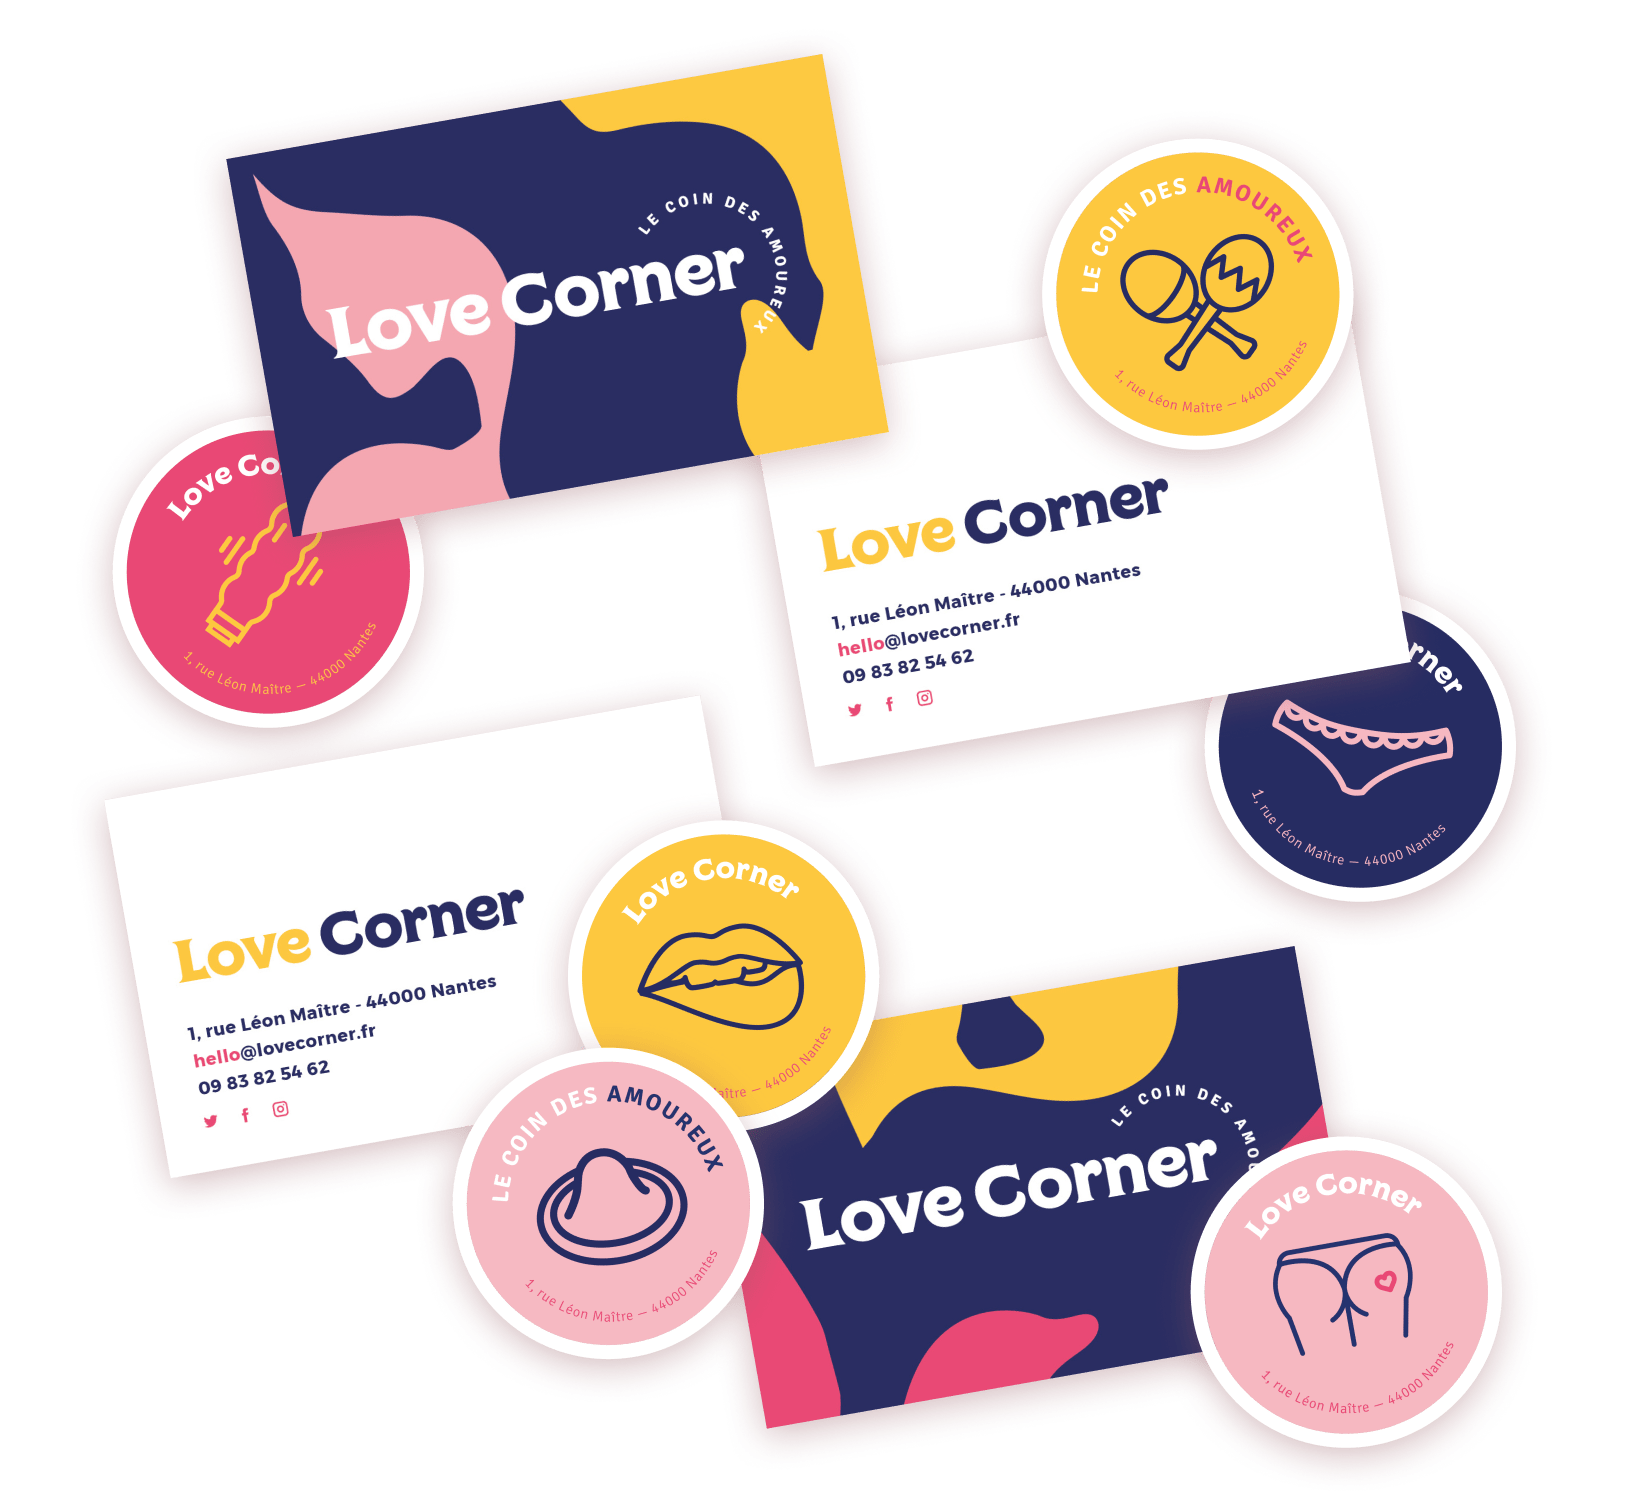 LE COIN DES AMOUREUX
Love Corner
LE COIN DES AMOUREUX
1, rue Léon Maître – 44000 Nantes
Love Co
1, rue Léon Maître – 44000 Nantes
Love Corner
1, rue Léon Maître - 44000 Nantes
hello@lovecorner.fr
09 83 82 54 62
rner
1, rue Léon Maître – 44000 Nantes
Love Corner
1, rue Léon Maître - 44000 Nantes
hello@lovecorner.fr
09 83 82 54 62
Love Corner
aître – 44000 Nantes
LE COIN DES AMOUREUX
1, rue Léon Maître – 44000 Nantes
LE COIN DES AMO
Love Corner
Love Corner
1, rue Léon Maître – 44000 Nantes